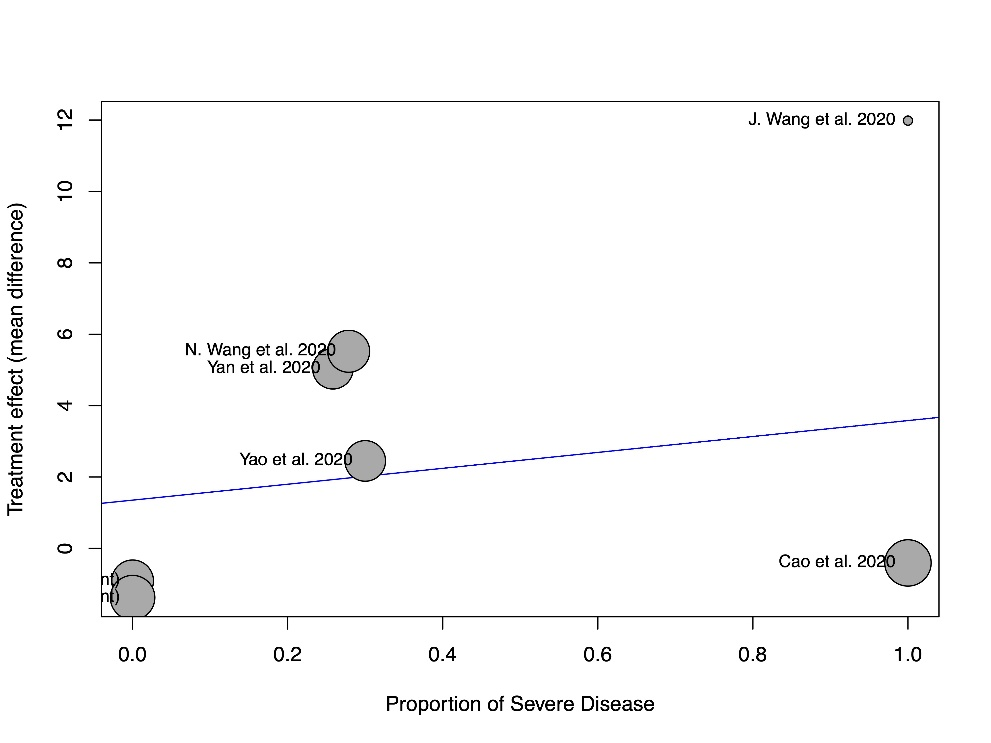 12
J. Wang et al. 2020
10
8
6
N. Wang et al. 2020
Yan et al. 2020
4
Yao et al. 2020
2
0
Cao et al. 2020
nt)
nt)
Treatment effect (mean difference)
0.0 0.2 0.4 0.6 0.8 1.0
Proportion of Severe Disease